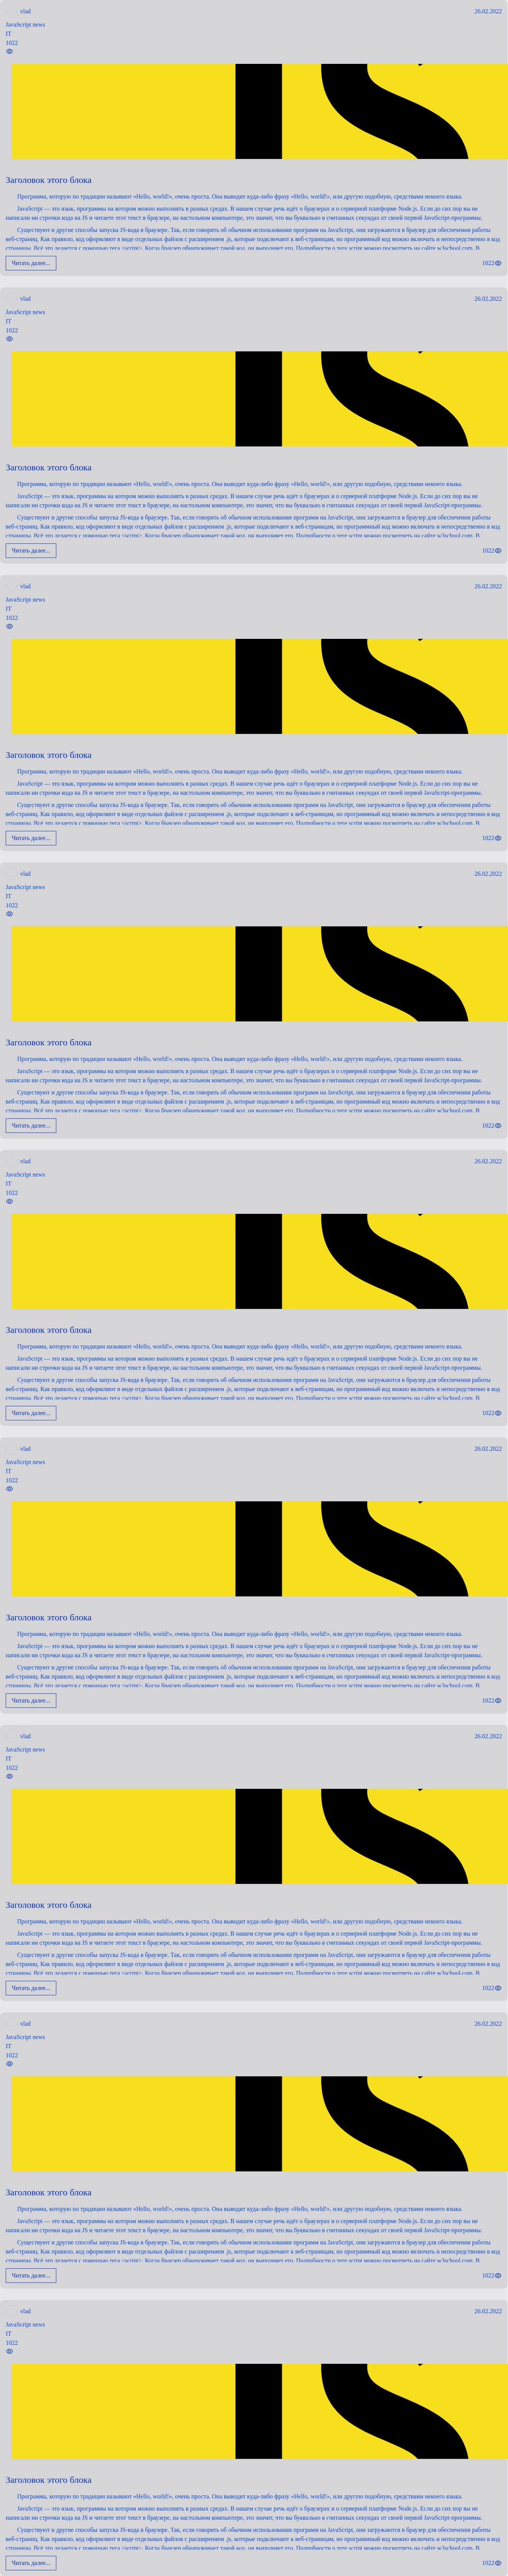 vlad 26.02.2022
JavaScript news
IT
1022
Заголовок этого блока
Программа, которую по традиции называют «Hello, world!», очень проста. Она выводит куда-либо фразу «Hello, world!», или другую подобную, средствами некоего языка.
JavaScript — это язык, программы на котором можно выполнять в разных средах. В нашем случае речь идёт о браузерах и о серверной платформе Node.js. Если до сих пор вы не
написали ни строчки кода на JS и читаете этот текст в браузере, на настольном компьютере, это значит, что вы буквально в считанных секундах от своей первой JavaScript-программы.
Существуют и другие способы запуска JS-кода в браузере. Так, если говорить об обычном использовании программ на JavaScript, они загружаются в браузер для обеспечения работы
веб-страниц. Как правило, код оформляют в виде отдельных файлов с расширением .js, которые подключают к веб-страницам, но программный код можно включать и непосредственно в код
страницы. Всё это делается с помощью тега <script>. Когда браузер обнаруживает такой код, он выполняет его. Подробности о теге script можно посмотреть на сайте w3school.com. В
Читать далее... 1022
vlad 26.02.2022
JavaScript news
IT
1022
Заголовок этого блока
Программа, которую по традиции называют «Hello, world!», очень проста. Она выводит куда-либо фразу «Hello, world!», или другую подобную, средствами некоего языка.
JavaScript — это язык, программы на котором можно выполнять в разных средах. В нашем случае речь идёт о браузерах и о серверной платформе Node.js. Если до сих пор вы не
написали ни строчки кода на JS и читаете этот текст в браузере, на настольном компьютере, это значит, что вы буквально в считанных секундах от своей первой JavaScript-программы.
Существуют и другие способы запуска JS-кода в браузере. Так, если говорить об обычном использовании программ на JavaScript, они загружаются в браузер для обеспечения работы
веб-страниц. Как правило, код оформляют в виде отдельных файлов с расширением .js, которые подключают к веб-страницам, но программный код можно включать и непосредственно в код
страницы. Всё это делается с помощью тега <script>. Когда браузер обнаруживает такой код, он выполняет его. Подробности о теге script можно посмотреть на сайте w3school.com. В
Читать далее... 1022
vlad 26.02.2022
JavaScript news
IT
1022
Заголовок этого блока
Программа, которую по традиции называют «Hello, world!», очень проста. Она выводит куда-либо фразу «Hello, world!», или другую подобную, средствами некоего языка.
JavaScript — это язык, программы на котором можно выполнять в разных средах. В нашем случае речь идёт о браузерах и о серверной платформе Node.js. Если до сих пор вы не
написали ни строчки кода на JS и читаете этот текст в браузере, на настольном компьютере, это значит, что вы буквально в считанных секундах от своей первой JavaScript-программы.
Существуют и другие способы запуска JS-кода в браузере. Так, если говорить об обычном использовании программ на JavaScript, они загружаются в браузер для обеспечения работы
веб-страниц. Как правило, код оформляют в виде отдельных файлов с расширением .js, которые подключают к веб-страницам, но программный код можно включать и непосредственно в код
страницы. Всё это делается с помощью тега <script>. Когда браузер обнаруживает такой код, он выполняет его. Подробности о теге script можно посмотреть на сайте w3school.com. В
Читать далее... 1022
vlad 26.02.2022
JavaScript news
IT
1022
Заголовок этого блока
Программа, которую по традиции называют «Hello, world!», очень проста. Она выводит куда-либо фразу «Hello, world!», или другую подобную, средствами некоего языка.
JavaScript — это язык, программы на котором можно выполнять в разных средах. В нашем случае речь идёт о браузерах и о серверной платформе Node.js. Если до сих пор вы не
написали ни строчки кода на JS и читаете этот текст в браузере, на настольном компьютере, это значит, что вы буквально в считанных секундах от своей первой JavaScript-программы.
Существуют и другие способы запуска JS-кода в браузере. Так, если говорить об обычном использовании программ на JavaScript, они загружаются в браузер для обеспечения работы
веб-страниц. Как правило, код оформляют в виде отдельных файлов с расширением .js, которые подключают к веб-страницам, но программный код можно включать и непосредственно в код
страницы. Всё это делается с помощью тега <script>. Когда браузер обнаруживает такой код, он выполняет его. Подробности о теге script можно посмотреть на сайте w3school.com. В
Читать далее... 1022
vlad 26.02.2022
JavaScript news
IT
1022
Заголовок этого блока
Программа, которую по традиции называют «Hello, world!», очень проста. Она выводит куда-либо фразу «Hello, world!», или другую подобную, средствами некоего языка.
JavaScript — это язык, программы на котором можно выполнять в разных средах. В нашем случае речь идёт о браузерах и о серверной платформе Node.js. Если до сих пор вы не
написали ни строчки кода на JS и читаете этот текст в браузере, на настольном компьютере, это значит, что вы буквально в считанных секундах от своей первой JavaScript-программы.
Существуют и другие способы запуска JS-кода в браузере. Так, если говорить об обычном использовании программ на JavaScript, они загружаются в браузер для обеспечения работы
веб-страниц. Как правило, код оформляют в виде отдельных файлов с расширением .js, которые подключают к веб-страницам, но программный код можно включать и непосредственно в код
страницы. Всё это делается с помощью тега <script>. Когда браузер обнаруживает такой код, он выполняет его. Подробности о теге script можно посмотреть на сайте w3school.com. В
Читать далее... 1022
vlad 26.02.2022
JavaScript news
IT
1022
Заголовок этого блока
Программа, которую по традиции называют «Hello, world!», очень проста. Она выводит куда-либо фразу «Hello, world!», или другую подобную, средствами некоего языка.
JavaScript — это язык, программы на котором можно выполнять в разных средах. В нашем случае речь идёт о браузерах и о серверной платформе Node.js. Если до сих пор вы не
написали ни строчки кода на JS и читаете этот текст в браузере, на настольном компьютере, это значит, что вы буквально в считанных секундах от своей первой JavaScript-программы.
Существуют и другие способы запуска JS-кода в браузере. Так, если говорить об обычном использовании программ на JavaScript, они загружаются в браузер для обеспечения работы
веб-страниц. Как правило, код оформляют в виде отдельных файлов с расширением .js, которые подключают к веб-страницам, но программный код можно включать и непосредственно в код
страницы. Всё это делается с помощью тега <script>. Когда браузер обнаруживает такой код, он выполняет его. Подробности о теге script можно посмотреть на сайте w3school.com. В
Читать далее... 1022
vlad 26.02.2022
JavaScript news
IT
1022
Заголовок этого блока
Программа, которую по традиции называют «Hello, world!», очень проста. Она выводит куда-либо фразу «Hello, world!», или другую подобную, средствами некоего языка.
JavaScript — это язык, программы на котором можно выполнять в разных средах. В нашем случае речь идёт о браузерах и о серверной платформе Node.js. Если до сих пор вы не
написали ни строчки кода на JS и читаете этот текст в браузере, на настольном компьютере, это значит, что вы буквально в считанных секундах от своей первой JavaScript-программы.
Существуют и другие способы запуска JS-кода в браузере. Так, если говорить об обычном использовании программ на JavaScript, они загружаются в браузер для обеспечения работы
веб-страниц. Как правило, код оформляют в виде отдельных файлов с расширением .js, которые подключают к веб-страницам, но программный код можно включать и непосредственно в код
страницы. Всё это делается с помощью тега <script>. Когда браузер обнаруживает такой код, он выполняет его. Подробности о теге script можно посмотреть на сайте w3school.com. В
Читать далее... 1022
vlad 26.02.2022
JavaScript news
IT
1022
Заголовок этого блока
Программа, которую по традиции называют «Hello, world!», очень проста. Она выводит куда-либо фразу «Hello, world!», или другую подобную, средствами некоего языка.
JavaScript — это язык, программы на котором можно выполнять в разных средах. В нашем случае речь идёт о браузерах и о серверной платформе Node.js. Если до сих пор вы не
написали ни строчки кода на JS и читаете этот текст в браузере, на настольном компьютере, это значит, что вы буквально в считанных секундах от своей первой JavaScript-программы.
Существуют и другие способы запуска JS-кода в браузере. Так, если говорить об обычном использовании программ на JavaScript, они загружаются в браузер для обеспечения работы
веб-страниц. Как правило, код оформляют в виде отдельных файлов с расширением .js, которые подключают к веб-страницам, но программный код можно включать и непосредственно в код
страницы. Всё это делается с помощью тега <script>. Когда браузер обнаруживает такой код, он выполняет его. Подробности о теге script можно посмотреть на сайте w3school.com. В
Читать далее... 1022
vlad 26.02.2022
JavaScript news
IT
1022
Заголовок этого блока
Программа, которую по традиции называют «Hello, world!», очень проста. Она выводит куда-либо фразу «Hello, world!», или другую подобную, средствами некоего языка.
JavaScript — это язык, программы на котором можно выполнять в разных средах. В нашем случае речь идёт о браузерах и о серверной платформе Node.js. Если до сих пор вы не
написали ни строчки кода на JS и читаете этот текст в браузере, на настольном компьютере, это значит, что вы буквально в считанных секундах от своей первой JavaScript-программы.
Существуют и другие способы запуска JS-кода в браузере. Так, если говорить об обычном использовании программ на JavaScript, они загружаются в браузер для обеспечения работы
веб-страниц. Как правило, код оформляют в виде отдельных файлов с расширением .js, которые подключают к веб-страницам, но программный код можно включать и непосредственно в код
страницы. Всё это делается с помощью тега <script>. Когда браузер обнаруживает такой код, он выполняет его. Подробности о теге script можно посмотреть на сайте w3school.com. В
Читать далее... 1022